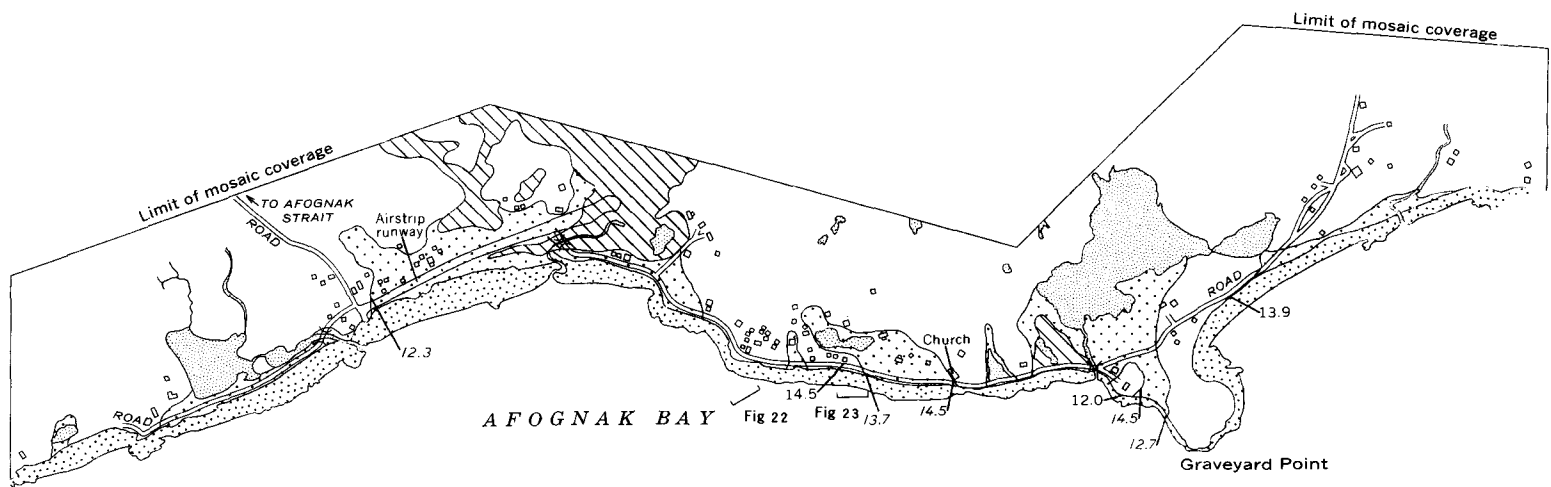 Limit of mosaic coverage
Limit of mosaic coverage
TO AFOGNAK
STRAIT
ROAD
Airstrip
runway
12.3
ROAD
ROAD
13.9
Church
14.5
13.7
14.5
12.0
14.5
12.7
AFOGNAK BAY
Fig 22
Fig 23
Graveyard Point